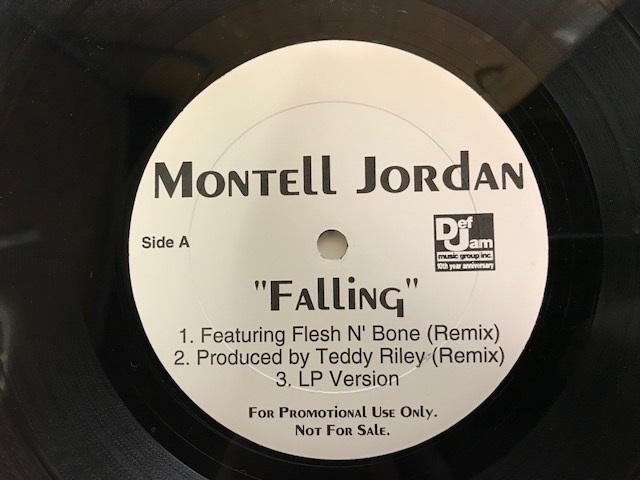 Montell Jordan
Side A
Def
Jam
music group inc.
10th year anniversary
"Falling"
1. Featuring Flesh N' Bone (Remix)
2. Produced by Teddy Riley (Remix)
3. LP Version
For Promotional Use Only.
Not For Sale.